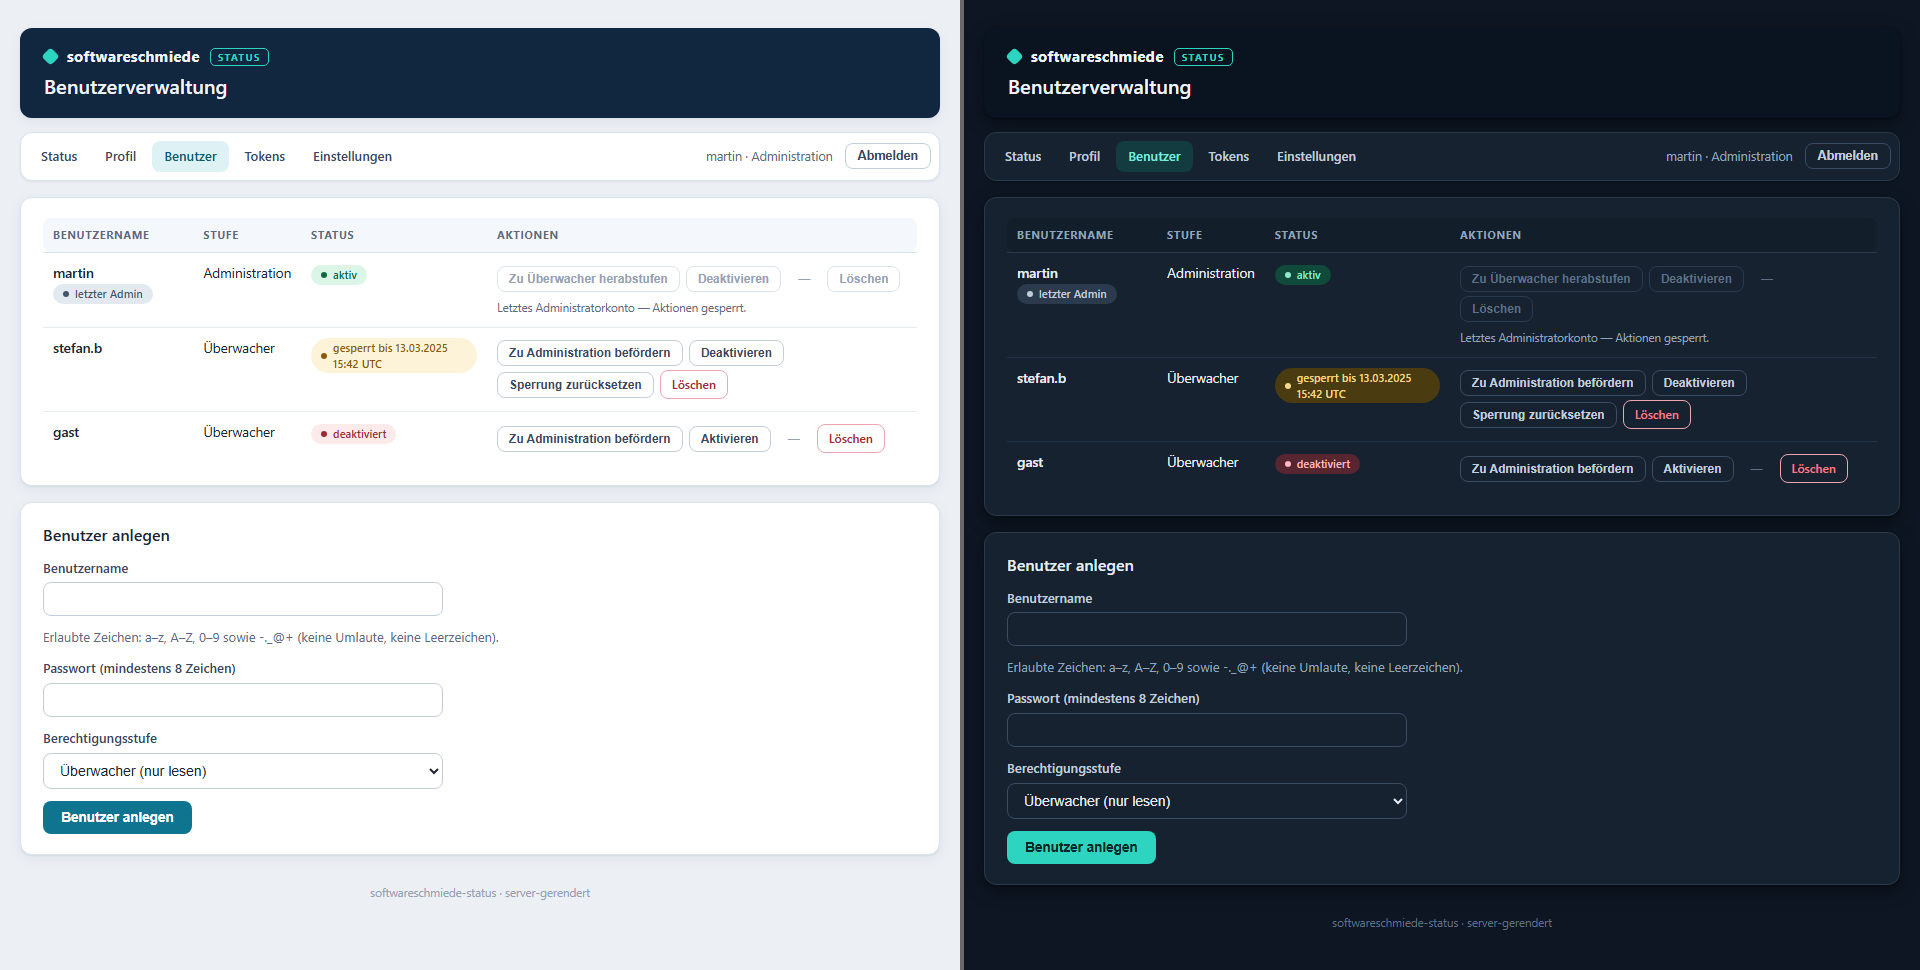 softwareschmiede STATUS
Benutzerverwaltung
Status Profil Benutzer Tokens Einstellungen martin · Administration Abmelden
BENUTZERNAME STUFE STATUS AKTIONEN
martin Administration aktiv Zu Überwacher herabstufen Deaktivieren — Löschen
letzter Admin
Letztes Administratorkonto — Aktionen gesperrt.
stefan.b Überwacher gesperrt bis 13.03.2025
15:42 UTC
Zu Administration befördern Deaktivieren
Sperrung zurücksetzen Löschen
gast Überwacher deaktiviert Zu Administration befördern Aktivieren — Löschen
Benutzer anlegen
Benutzername
Erlaubte Zeichen: a–z, A–Z, 0–9 sowie -._@+ (keine Umlaute, keine Leerzeichen).
Passwort (mindestens 8 Zeichen)
Berechtigungsstufe
Überwacher (nur lesen)
Benutzer anlegen
softwareschmiede-status · server-gerendert
softwareschmiede STATUS
Benutzerverwaltung
Status Profil Benutzer Tokens Einstellungen martin · Administration Abmelden
BENUTZERNAME STUFE STATUS AKTIONEN
martin Administration aktiv Zu Überwacher herabstufen Deaktivieren —
letzter Admin
Löschen
Letztes Administratorkonto — Aktionen gesperrt.
stefan.b Überwacher gesperrt bis 13.03.2025
15:42 UTC
Zu Administration befördern Deaktivieren
Sperrung zurücksetzen Löschen
gast Überwacher deaktiviert Zu Administration befördern Aktivieren — Löschen
Benutzer anlegen
Benutzername
Erlaubte Zeichen: a–z, A–Z, 0–9 sowie -._@+ (keine Umlaute, keine Leerzeichen).
Passwort (mindestens 8 Zeichen)
Berechtigungsstufe
Überwacher (nur lesen)
Benutzer anlegen
softwareschmiede-status · server-gerendert